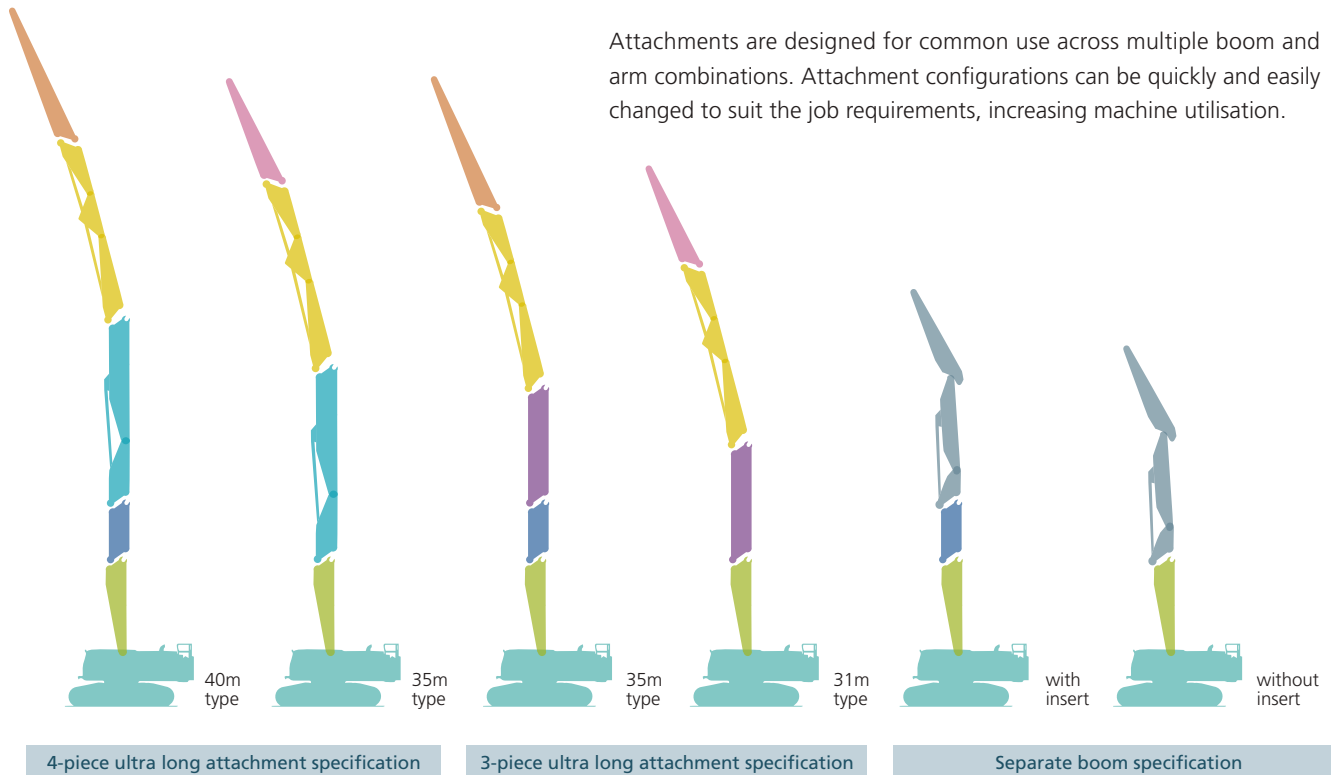 Attachments are designed for common use across multiple boom and
arm combinations. Attachment configurations can be quickly and easily
changed to suit the job requirements, increasing machine utilisation.
40m
type
35m
type
35m
type
31m
type
with
insert
without
insert
4-piece ultra long attachment specification
3-piece ultra long attachment specification
Separate boom specification